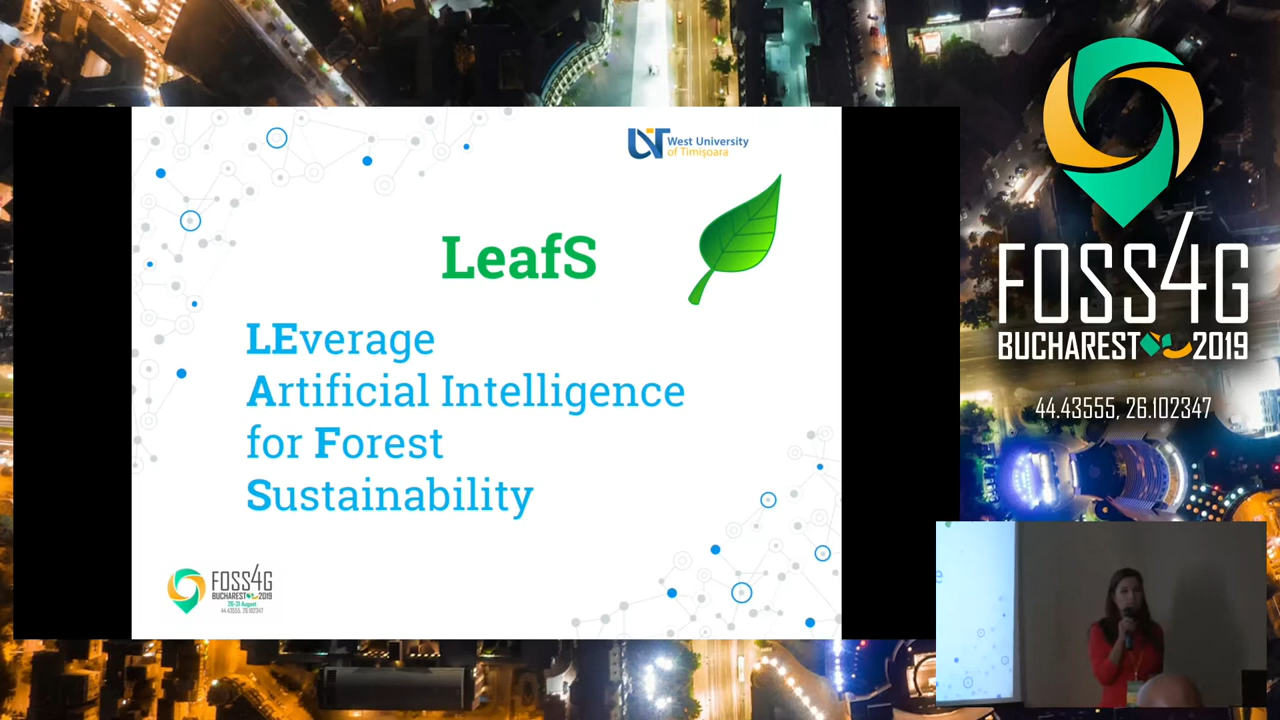 West University
of Timișoara
LeafS
LEverage
Artificial Intelligence
for Forest
Sustainability
FOSS4G
BUCHAREST 2019
26-31 August
44.43555, 26.102347
FOSS4G
BUCHAREST 2019
44.43555, 26.102347
e